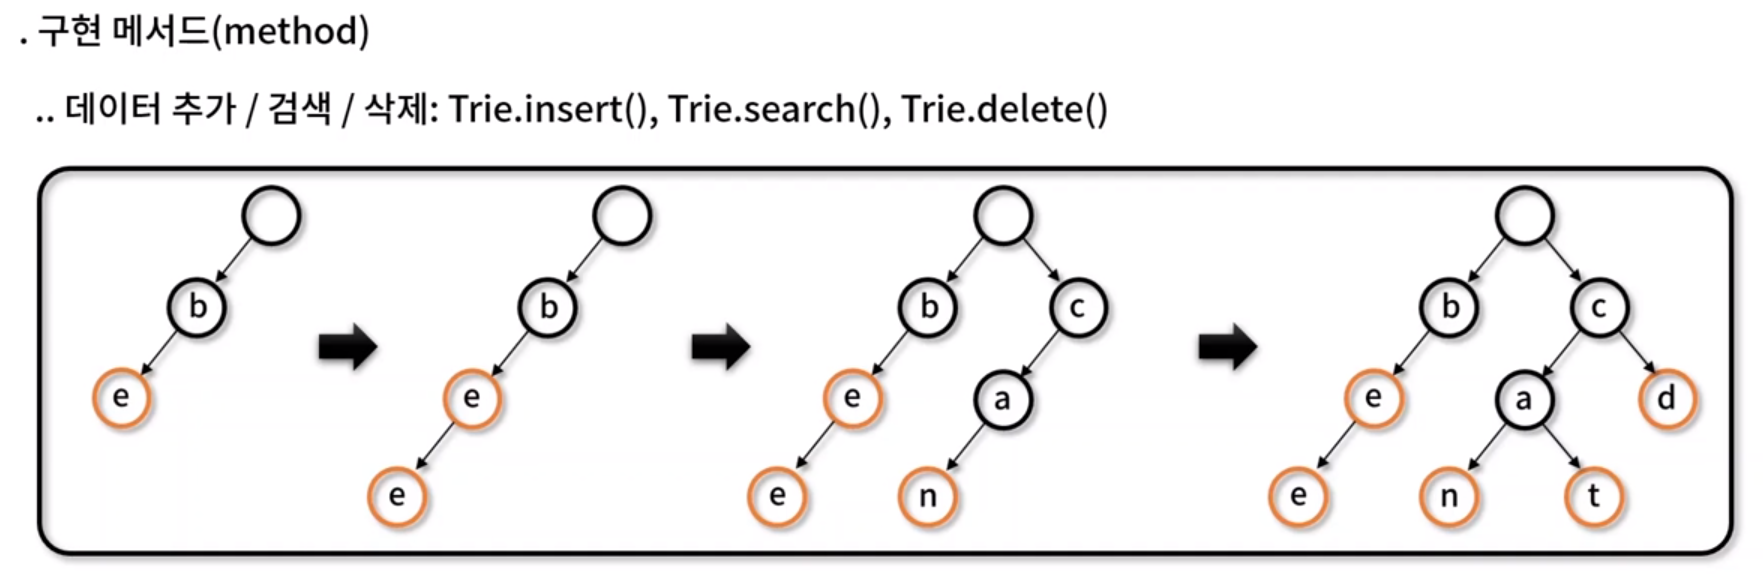 . 구현 메서드(method)
.. 데이터 추가 / 검색 / 삭제: Trie.insert(), Trie.search(), Trie.delete()
b
e
b
e
e
b
c
e
a
e
n
b
c
e
a
d
e
n
t